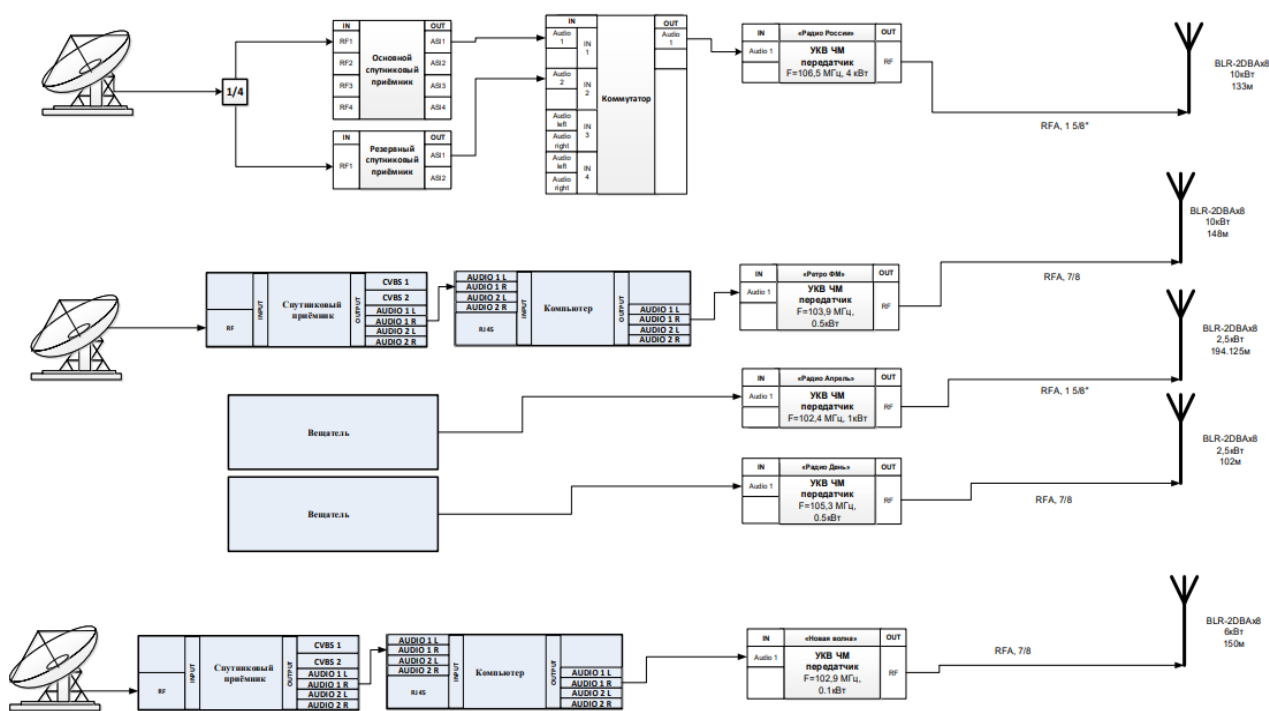 1/4
IN
OUT
RF1
RF2
RF3
RF4
Основной
спутниковый
приёмник
ASI1
ASI2
ASI3
ASI4
IN
OUT
RF1
Резервный
спутниковый
приёмник
ASI1
ASI2
IN
OUT
Audio
1
IN
1
Audio
2
IN
2
Audio
left
Audio
right
IN
3
Audio
left
Audio
right
IN
4
Коммутатор
Audio
1
IN
«Радио России»
OUT
Audio 1
УКВ ЧМ
передатчик
F=106,5 МГц, 4 кВт
RF
RFA, 1 5/8"
BLR-2DBAx8
10кВт
133м
RF
INPUT
Спутниковый
приёмник
OUTPUT
CVBS 1
CVBS 2
AUDIO 1 L
AUDIO 1 R
AUDIO 2 L
AUDIO 2 R
AUDIO 1 L
AUDIO 1 R
AUDIO 2 L
AUDIO 2 R
RJ45
INPUT
Компьютер
OUTPUT
AUDIO 1 L
AUDIO 1 R
AUDIO 2 L
AUDIO 2 R
IN
«Ретро ФМ»
OUT
Audio 1
УКВ ЧМ
передатчик
F=103,9 МГц,
0.5кВт
RF
RFA, 7/8
BLR-2DBAx8
10кВт
148м
Вещатель
IN
«Радио Апрель»
OUT
Audio 1
УКВ ЧМ
передатчик
F=102,4 МГц, 1кВт
RF
RFA, 1 5/8"
BLR-2DBAx8
2,5кВт
194.125м
Вещатель
IN
«Радио День»
OUT
Audio 1
УКВ ЧМ
передатчик
F=105,3 МГц,
0.5кВт
RF
RFA, 7/8
BLR-2DBAx8
2,5кВт
102м
RF
INPUT
Спутниковый
приёмник
OUTPUT
CVBS 1
CVBS 2
AUDIO 1 L
AUDIO 1 R
AUDIO 2 L
AUDIO 2 R
AUDIO 1 L
AUDIO 1 R
AUDIO 2 L
AUDIO 2 R
RJ45
INPUT
Компьютер
OUTPUT
AUDIO 1 L
AUDIO 1 R
AUDIO 2 L
AUDIO 2 R
IN
«Новая волна»
OUT
Audio 1
УКВ ЧМ
передатчик
F=102,9 МГц,
0.1кВт
RF
RFA, 7/8
BLR-2DBAx8
6кВт
150м